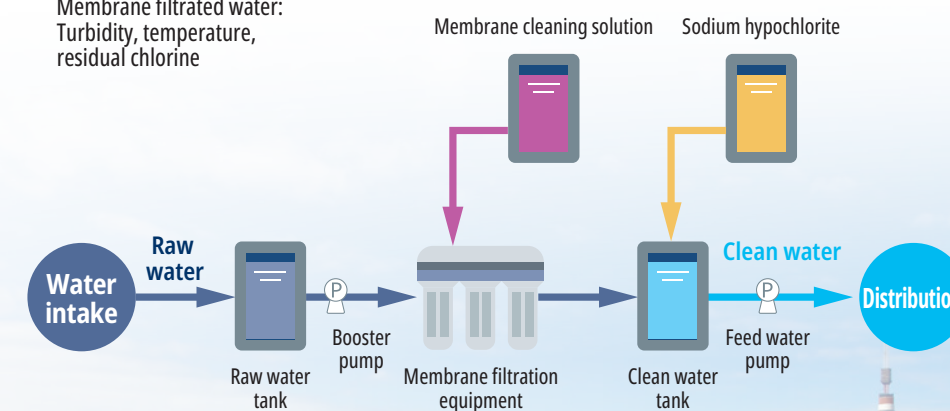 Membrane filtrated water:
Turbidity, temperature,
residual chlorine
Membrane cleaning solution
Sodium hypochlorite
Water
intake
Raw
water
Raw water
tank
P
Booster
pump
Membrane filtration
equipment
Clean water
tank
Clean water
P
Feed water
pump
Distributio